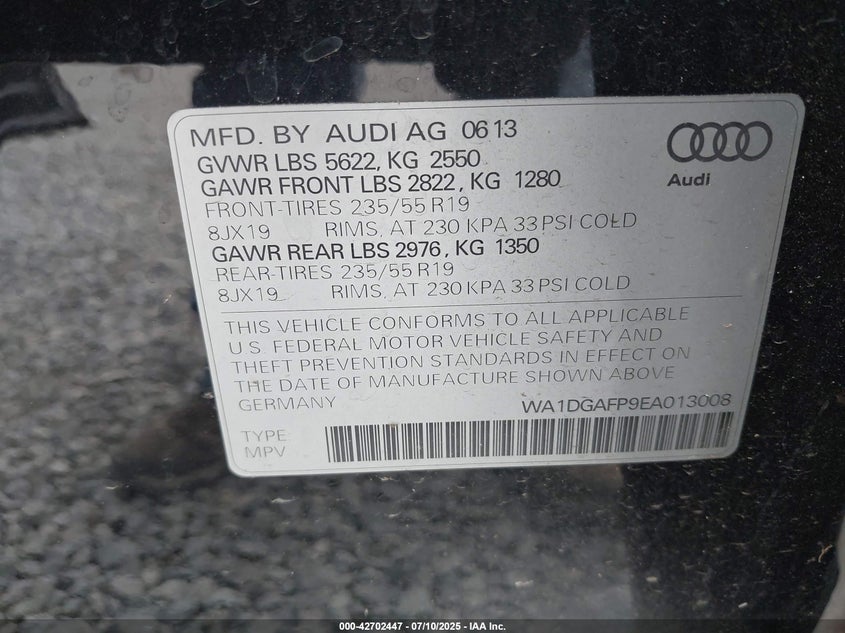 MFD. BY AUDI AG 06 13
GVWR LBS 5622, KG 2550
GAWR FRONT LBS 2822, KG 1280
FRONT-TIRES 235/55 R19
8JX19 RIMS, AT 230 KPA 33 PSI COLD
GAWR REAR LBS 2976, KG 1350
REAR-TIRES 235/55 R19
8JX19 RIMS, AT 230 KPA 33 PSI COLD
Audi
THIS VEHICLE CONFORMS TO ALL APPLICABLE
U.S. FEDERAL MOTOR VEHICLE SAFETY AND
THEFT PREVENTION STANDARDS IN EFFECT ON
THE DATE OF MANUFACTURE SHOWN ABOVE
GERMANY WA1DGAFP9EA013008
TYPE:
MPV
000-42702447 - 07/10/2025 - IAA Inc.